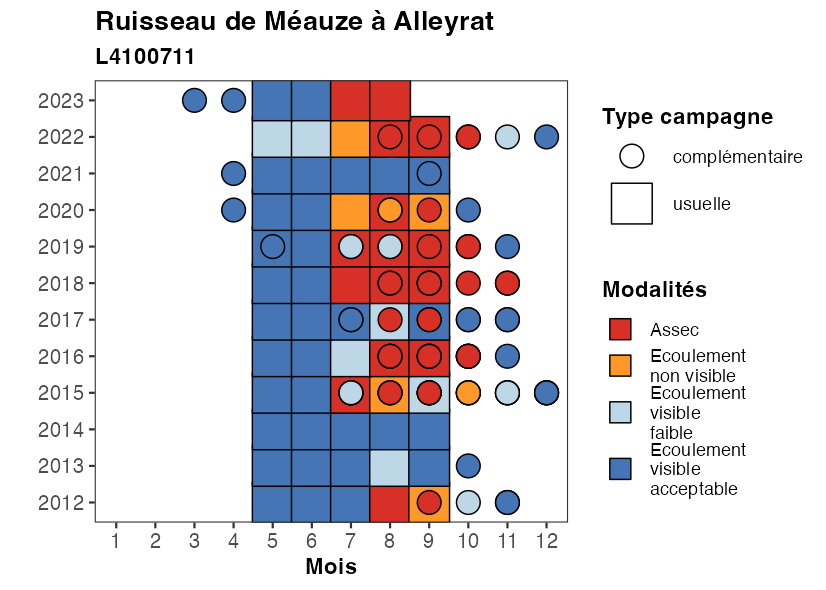 Ruisseau de Méauze à Alleyrat
L4100711
2023
2022
2021
2020
2019
2018
2017
2016
2015
2014
2013
2012
1 2 3 4 5 6 7 8 9 10 11 12
Mois
Type campagne
complémentaire
usuelle
Modalités
Assec
Ecoulement
non visible
Ecoulement
visible
faible
Ecoulement
visible
acceptable